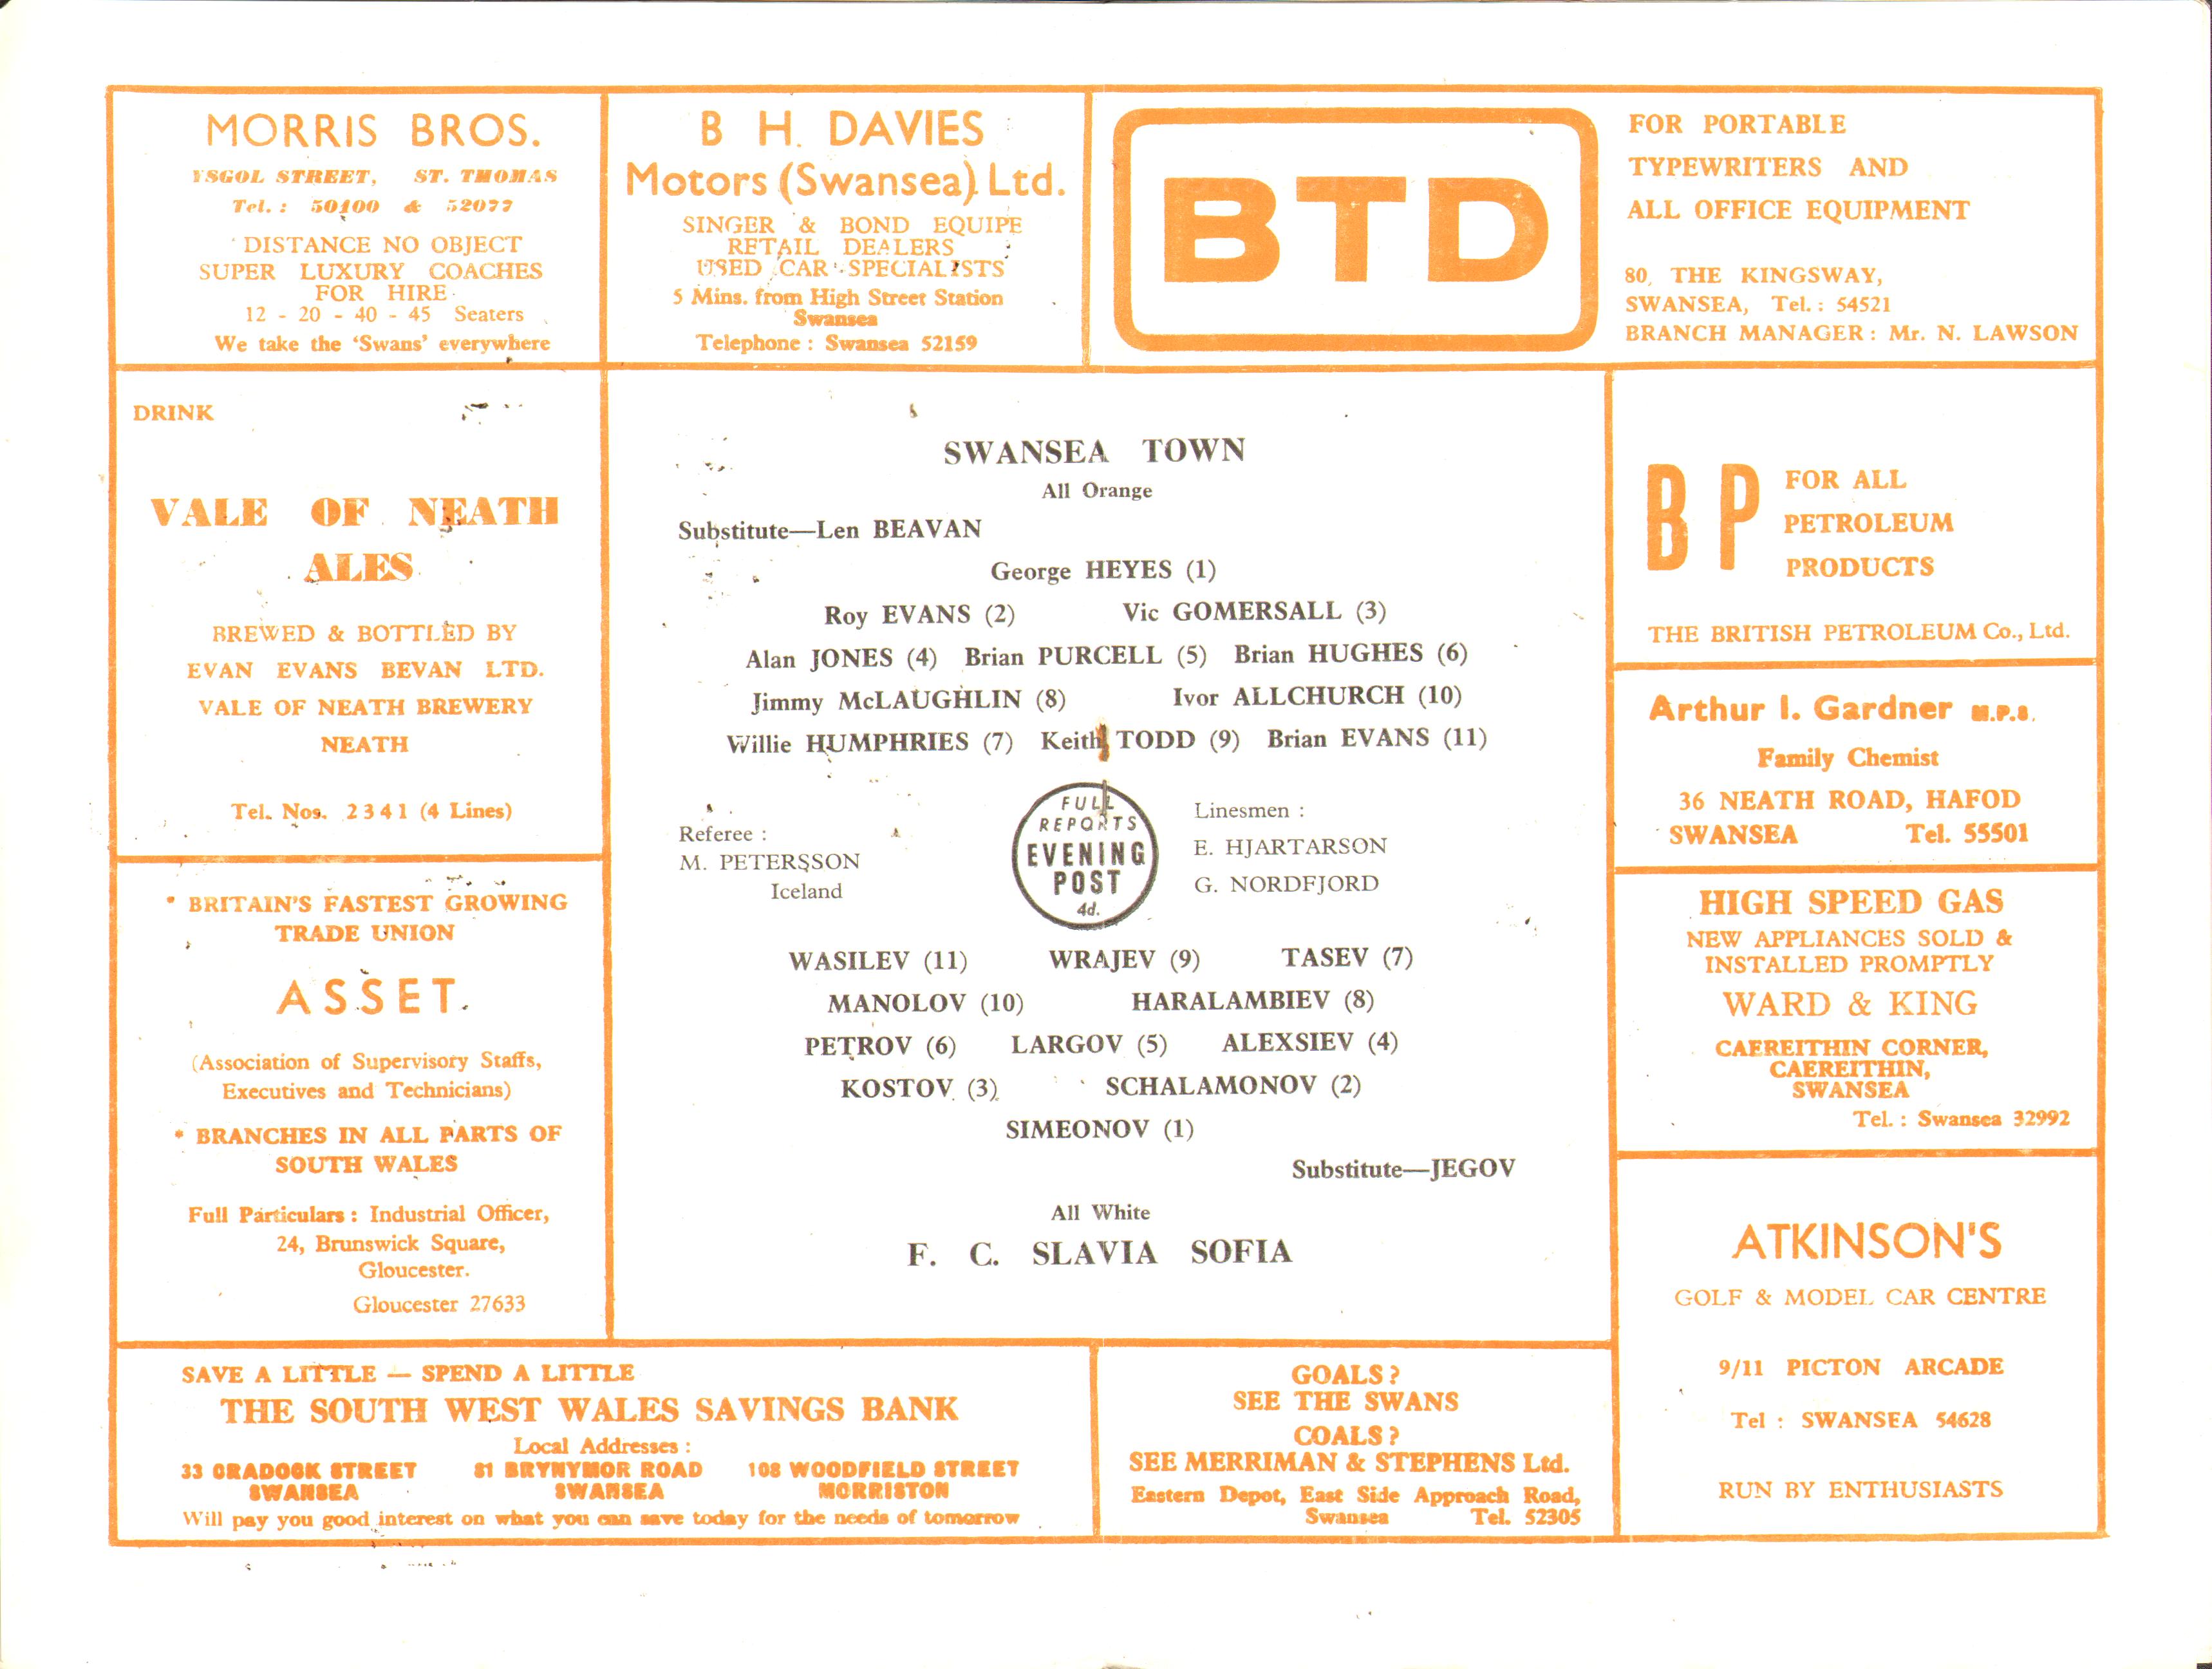 MORRIS BROS.
YSGOL STREET, ST. THOMAS
Tel. : 50100 & 52077
DISTANCE NO OBJECT
SUPER LUXURY COACHES
FOR HIRE
12 - 20 - 40 - 45 Seaters
We take the ‘Swans’ everywhere
B H. DAVIES
Motors (Swansea) Ltd.
SINGER & BOND EQUIPE
RETAIL DEALERS
USED CAR SPECIALISTS
5 Mins. from High Street Station
Swansea
Telephone : Swansea 52159
BTD
FOR PORTABLE
TYPEWRITERS AND
ALL OFFICE EQUIPMENT
80, THE KINGSWAY,
SWANSEA, Tel. : 54521
BRANCH MANAGER : Mr. N. LAWSON
DRINK
VALE OF NEATH
ALES
BREWED & BOTTLED BY
EVAN EVANS BEVAN LTD.
VALE OF NEATH BREWERY
NEATH
Tel. Nos. 2341 (4 Lines)
* BRITAIN'S FASTEST GROWING
TRADE UNION
ASSET.
(Association of Supervisory Staffs,
Executives and Technicians)
* BRANCHES IN ALL PARTS OF
SOUTH WALES
Full Particulars : Industrial Officer,
24, Brunswick Square,
Gloucester.
Gloucester 27633
SWANSEA TOWN
All Orange
Substitute—Len BEAVAN
George HEYES (1)
Roy EVANS (2) Vic GOMERSALL (3)
Alan JONES (4) Brian PURCELL (5) Brian HUGHES (6)
Jimmy McLAUGHLIN (8) Ivor ALLCHURCH (10)
Willie HUMPHRIES (7) Keith TODD (9) Brian EVANS (11)
Referee :
M. PETERSSON
Iceland
FULL
REPORTS
EVENING
POST
4d.
Linesmen :
E. HJARTARSON
G. NORDFJORD
WASILEV (11) WRAJEV (9) TASEV (7)
MANOLOV (10) HARALAMBIEV (8)
PETROV (6) LARGOV (5) ALEXSIEV (4)
KOSTOV (3) SCHALAMONOV (2)
SIMEONOV (1)
Substitute—JEGOV
All White
F. C. SLAVIA SOFIA
BP
FOR ALL
PETROLEUM
PRODUCTS
THE BRITISH PETROLEUM Co., Ltd.
Arthur I. Gardner M.P.S.
Family Chemist
36 NEATH ROAD, HAFOD
SWANSEA Tel. 55501
HIGH SPEED GAS
NEW APPLIANCES SOLD &
INSTALLED PROMPTLY
WARD & KING
CAEREITHIN CORNER,
CAEREITHIN,
SWANSEA
Tel. : Swansea 32992
ATKINSON'S
GOLF & MODEL CAR CENTRE
9/11 PICTON ARCADE
Tel : SWANSEA 54628
RUN BY ENTHUSIASTS
SAVE A LITTLE — SPEND A LITTLE
THE SOUTH WEST WALES SAVINGS BANK
Local Addresses :
33 CRADOCK STREET 81 BRYNYMOR ROAD 108 WOODFIELD STREET
SWANSEA SWANSEA MORRISTON
Will pay you good interest on what you can save today for the needs of tomorrow
GOALS ?
SEE THE SWANS
COALS ?
SEE MERRIMAN & STEPHENS Ltd.
Eastern Depot, East Side Approach Road,
Swansea Tel. 52305